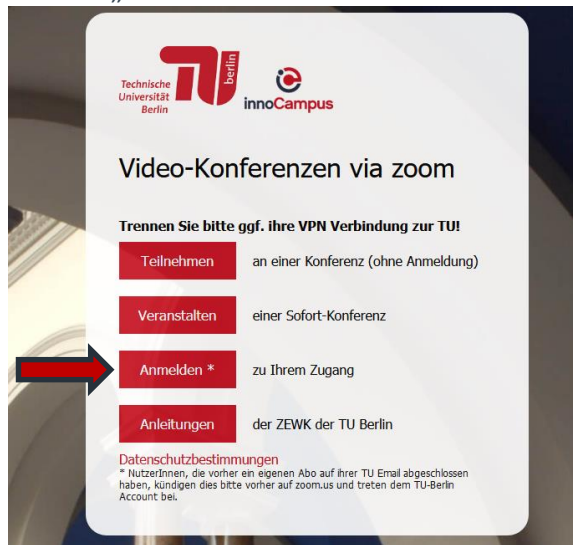 Technische
Universität
Berlin
berlin
innoCampus
Video-Konferenzen via zoom
Trennen Sie bitte ggf. ihre VPN Verbindung zur TU!
Teilnehmen an einer Konferenz (ohne Anmeldung)
Veranstalten einer Sofort-Konferenz
Anmelden * zu Ihrem Zugang
Anleitungen der ZEWK der TU Berlin
Datenschutzbestimmungen
* NutzerInnen, die vorher ein eigenen Abo auf ihrer TU Email abgeschlossen
haben, kündigen dies bitte vorher auf zoom.us und treten dem TU-Berlin
Account bei.